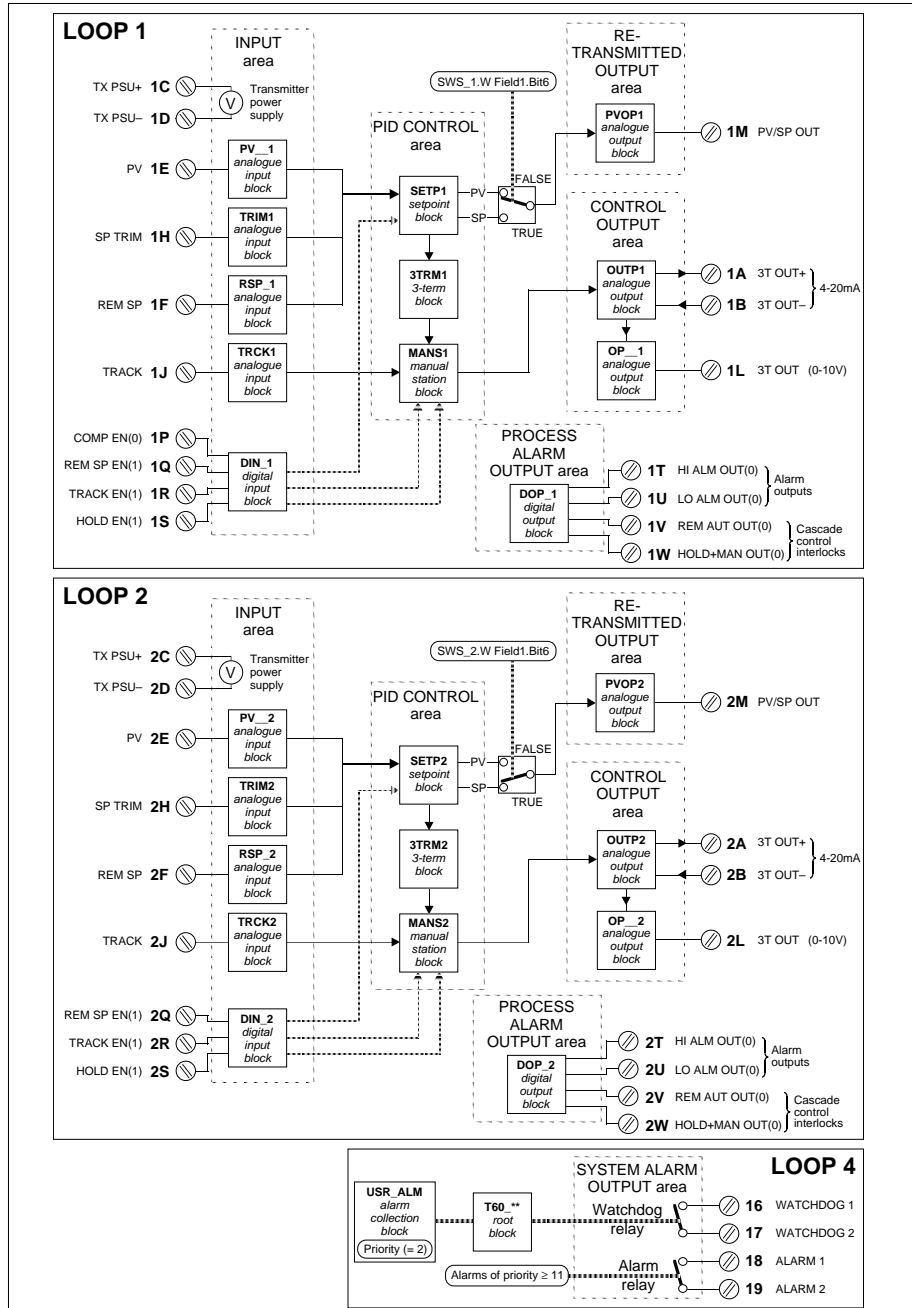 LOOP 1
INPUT
area
TX PSU+ 1C
TX PSU– 1D
V
Transmitter
power
supply
PV 1E
PV__1
analogue
input
block
SP TRIM 1H
TRIM1
analogue
input
block
REM SP 1F
RSP_1
analogue
input
block
TRACK 1J
TRCK1
analogue
input
block
COMP EN(0) 1P
REM SP EN(1) 1Q
TRACK EN(1) 1R
HOLD EN(1) 1S
DIN_1
digital
input
block
PID CONTROL
area
SETP1
setpoint
block
3TRM1
3-term
block
MANS1
manual
station
block
SWS_1.W Field1.Bit6
PV
SP
FALSE
TRUE
RE-
TRANSMITTED
OUTPUT
area
PVOP1
analogue
output
block
1M PV/SP OUT
CONTROL
OUTPUT
area
OUTP1
analogue
output
block
1A 3T OUT+
1B 3T OUT–
4-20mA
OP__1
analogue
output
block
1L 3T OUT (0-10V)
PROCESS
ALARM
OUTPUT area
DOP_1
digital
output
block
1T HI ALM OUT(0)
1U LO ALM OUT(0)
Alarm
outputs
1V REM AUT OUT(0)
1W HOLD+MAN OUT(0)
Cascade
control
interlocks
LOOP 2
INPUT
area
TX PSU+ 2C
TX PSU– 2D
V
Transmitter
power
supply
PV 2E
PV__2
analogue
input
block
SP TRIM 2H
TRIM2
analogue
input
block
REM SP 2F
RSP_2
analogue
input
block
TRACK 2J
TRCK2
analogue
input
block
REM SP EN(1) 2Q
TRACK EN(1) 2R
HOLD EN(1) 2S
DIN_2
digital
input
block
PID CONTROL
area
SETP2
setpoint
block
3TRM2
3-term
block
MANS2
manual
station
block
SWS_2.W Field1.Bit6
PV
SP
FALSE
TRUE
RE-
TRANSMITTED
OUTPUT
area
PVOP2
analogue
output
block
2M PV/SP OUT
CONTROL
OUTPUT
area
OUTP2
analogue
output
block
2A 3T OUT+
2B 3T OUT–
4-20mA
OP__2
analogue
output
block
2L 3T OUT (0-10V)
PROCESS
ALARM
OUTPUT area
DOP_2
digital
output
block
2T HI ALM OUT(0)
2U LO ALM OUT(0)
Alarm
outputs
2V REM AUT OUT(0)
2W HOLD+MAN OUT(0)
Cascade
control
interlocks
LOOP 4
SYSTEM ALARM
OUTPUT area
USR_ALM
alarm
collection
block
Priority (= 2)
T60_**
root
block
Watchdog
relay
16 WATCHDOG 1
17 WATCHDOG 2
Alarms of priority ≥ 11
Alarm
relay
18 ALARM 1
19 ALARM 2